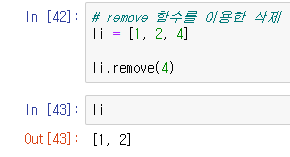 In [42]: # remove 함수를 이용한 삭제
li = [1, 2, 4]
li.remove(4)
In [43]: li
Out[43]: [1, 2]